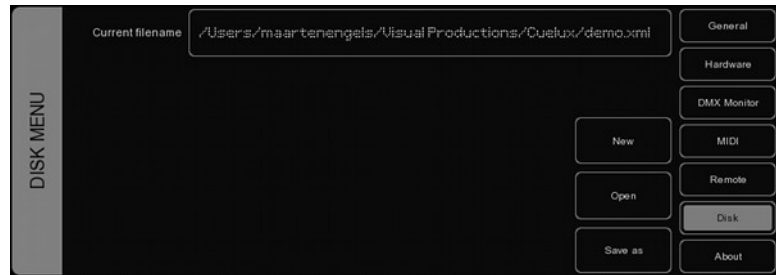 DISK MENU
Current filename
/Users/maartenengels/Visual Productions/Cuelux/demo.xml
New
Open
Save as
General
Hardware
DMX Monitor
MIDI
Remote
Disk
About